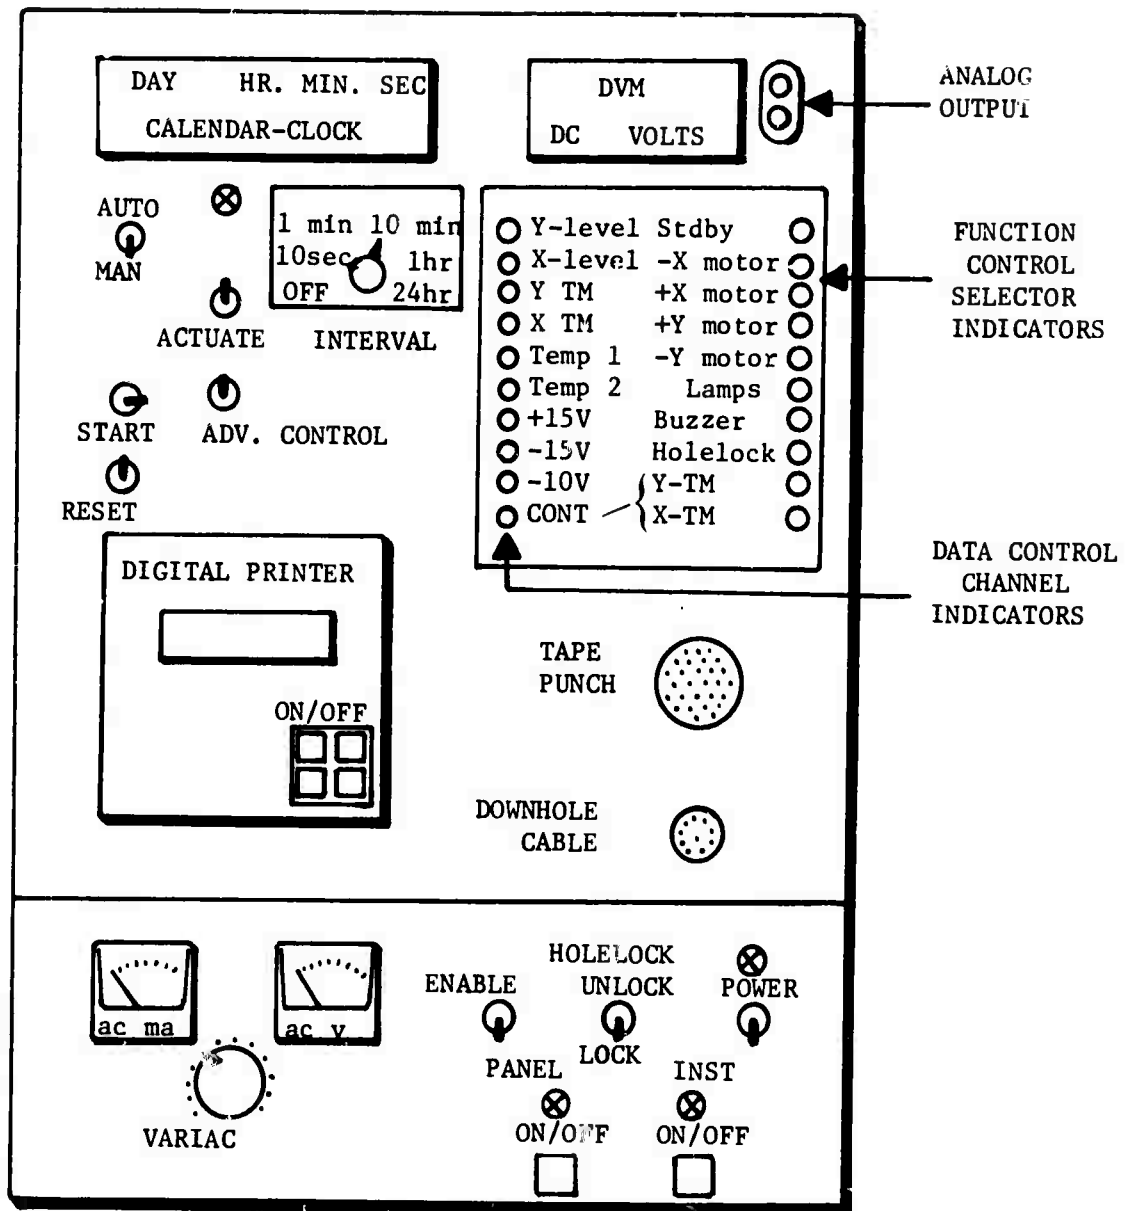 DAY HR. MIN. SEC
CALENDAR-CLOCK
DVM
DC VOLTS
ANALOG
OUTPUT
AUTO
MAN
ACTUATE
1 min 10 min
10sec 1hr
OFF 24hr
INTERVAL
START
ADV. CONTROL
RESET
Y-level Stdby
X-level -X motor
Y TM +X motor
X TM +Y motor
Temp 1 -Y motor
Temp 2 Lamps
+15V Buzzer
-15V Holelock
-10V Y-TM
CONT X-TM
FUNCTION
CONTROL
SELECTOR
INDICATORS
DATA CONTROL
CHANNEL
INDICATORS
DIGITAL PRINTER
ON/OFF
TAPE
PUNCH
DOWNHOLE
CABLE
ac ma
ac v
VARIAC
ENABLE
HOLELOCK
UNLOCK
LOCK
POWER
PANEL
ON/OFF
INST
ON/OFF